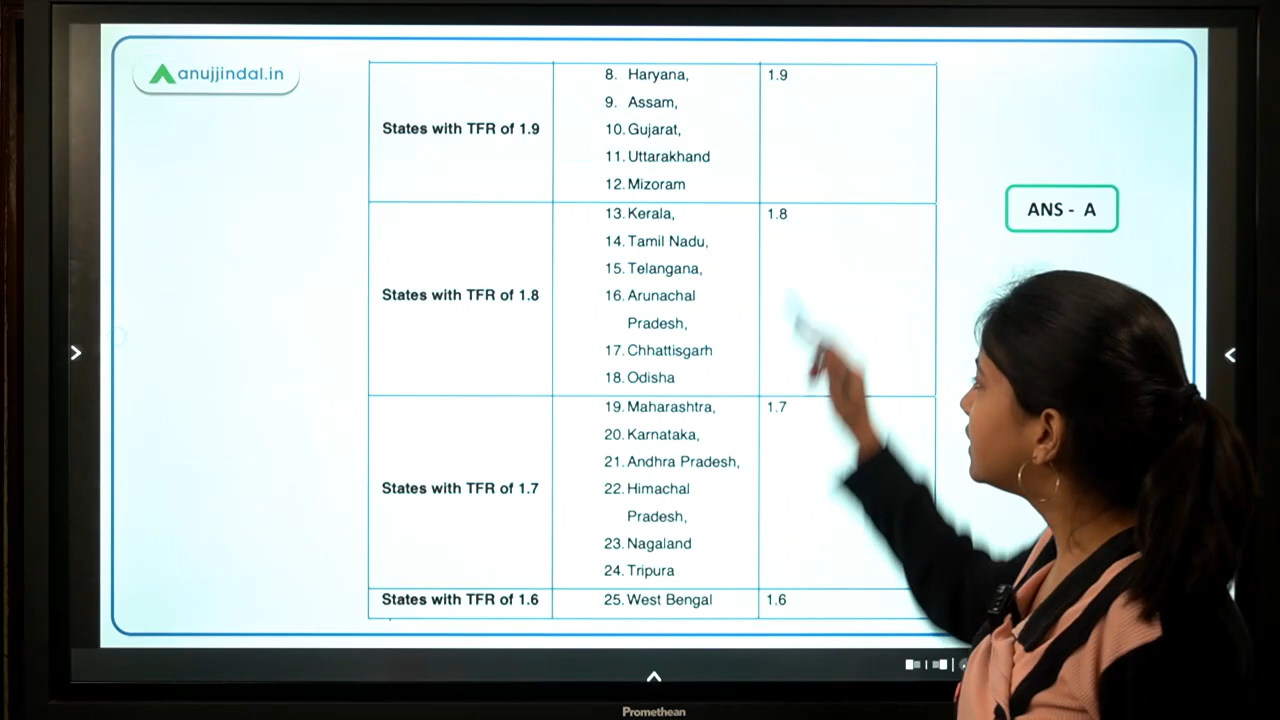 anujjindal.in
States with TFR of 1.9
8. Haryana,
9. Assam,
10. Gujarat,
11. Uttarakhand
12. Mizoram
1.9
States with TFR of 1.8
13. Kerala,
14. Tamil Nadu,
15. Telangana,
16. Arunachal
Pradesh,
17. Chhattisgarh
18. Odisha
1.8
States with TFR of 1.7
19. Maharashtra,
20. Karnataka,
21. Andhra Pradesh,
22. Himachal
Pradesh,
23. Nagaland
24. Tripura
1.7
States with TFR of 1.6
25. West Bengal
1.6
ANS - A
Promethean